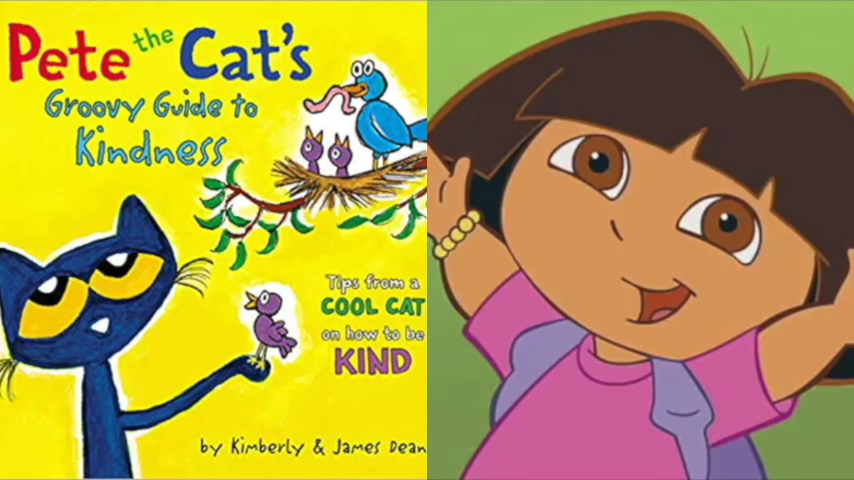 Pete the Cat's
Groovy Guide to
Kindness
Tips from a
COOL CAT
on how to be
KIND
by Kimberly & James Dean